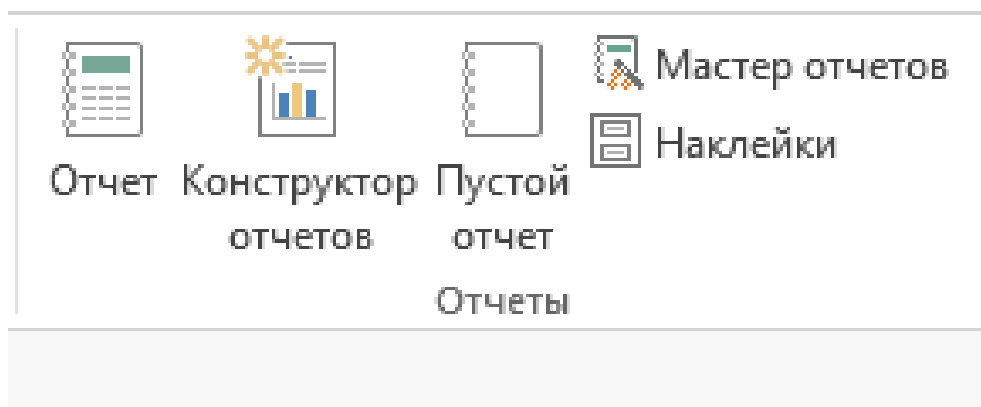 Отчет
Конструктор
отчетов
Пустой
отчет
Мастер отчетов
Наклейки
Отчеты